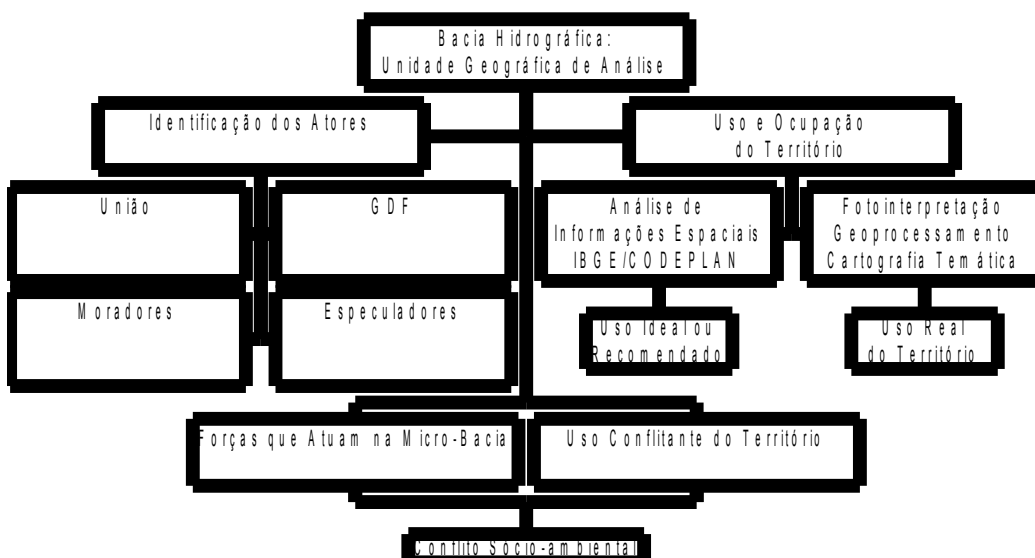 Bacia Hidrográfica:
Unidade Geográfica de Análise
Identificação dos Atores
Uso e Ocupação
do Território
União
GDF
Análise de
Informações Espaciais
IBGE/CODEPLAN
Fotointerpretação
Geoprocessamento
Cartografia Temática
Moradores
Especuladores
Uso Ideal ou
Recomendado
Uso Real
do Território
Forças que Atuam na Micro-Bacia
Uso Conflitante do Território
Conflito Sócio-ambiental